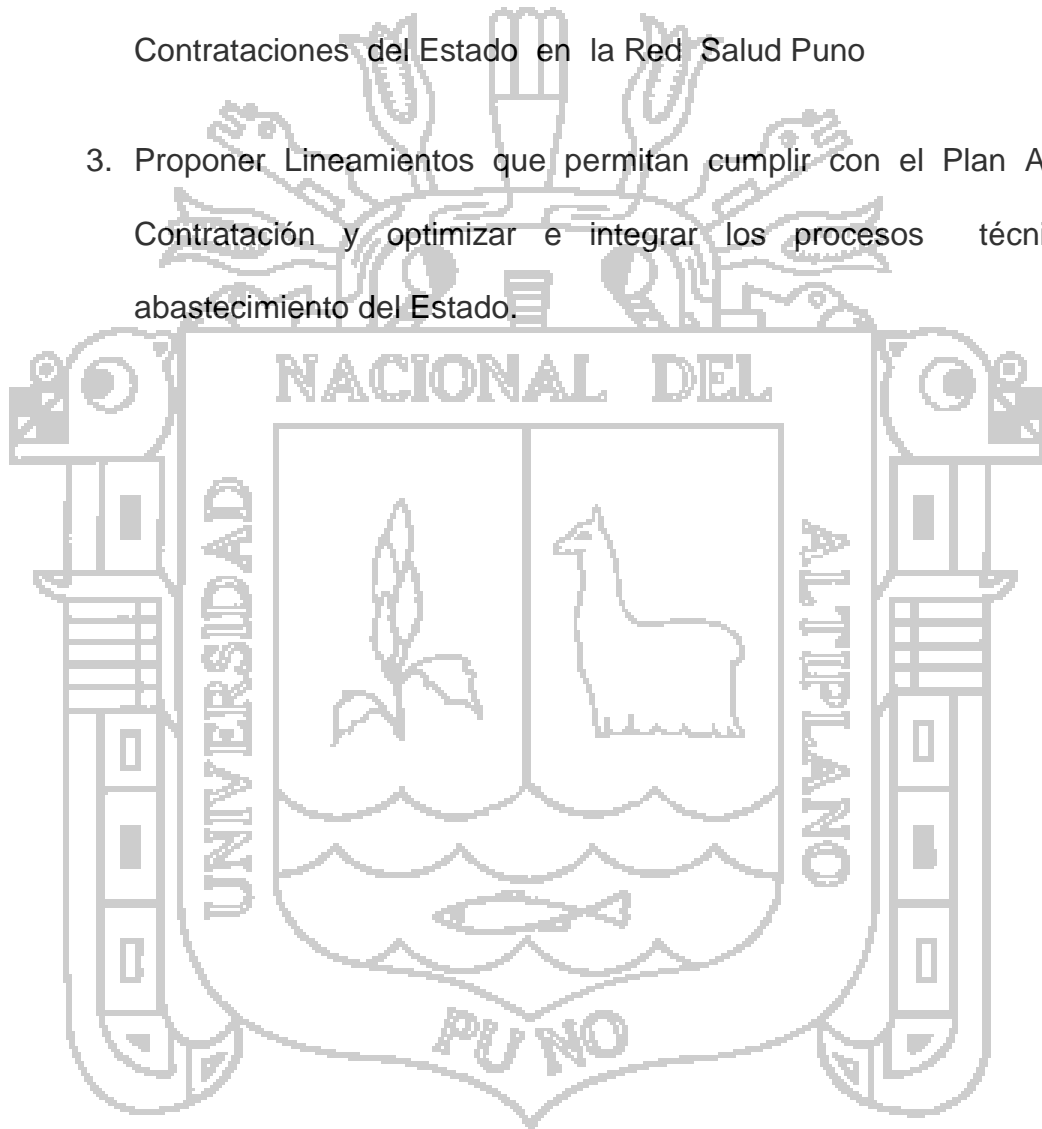 Contrataciones del Estado en la Red Salud Puno
3. Proponer Lineamientos que permitan cumplir con el Plan
Contratación y optimizar e integrar los procesos
abastecimiento del Estado.
NACIONAL DEL
UNIVERSIDAD
ALTIPLANO
PUNO